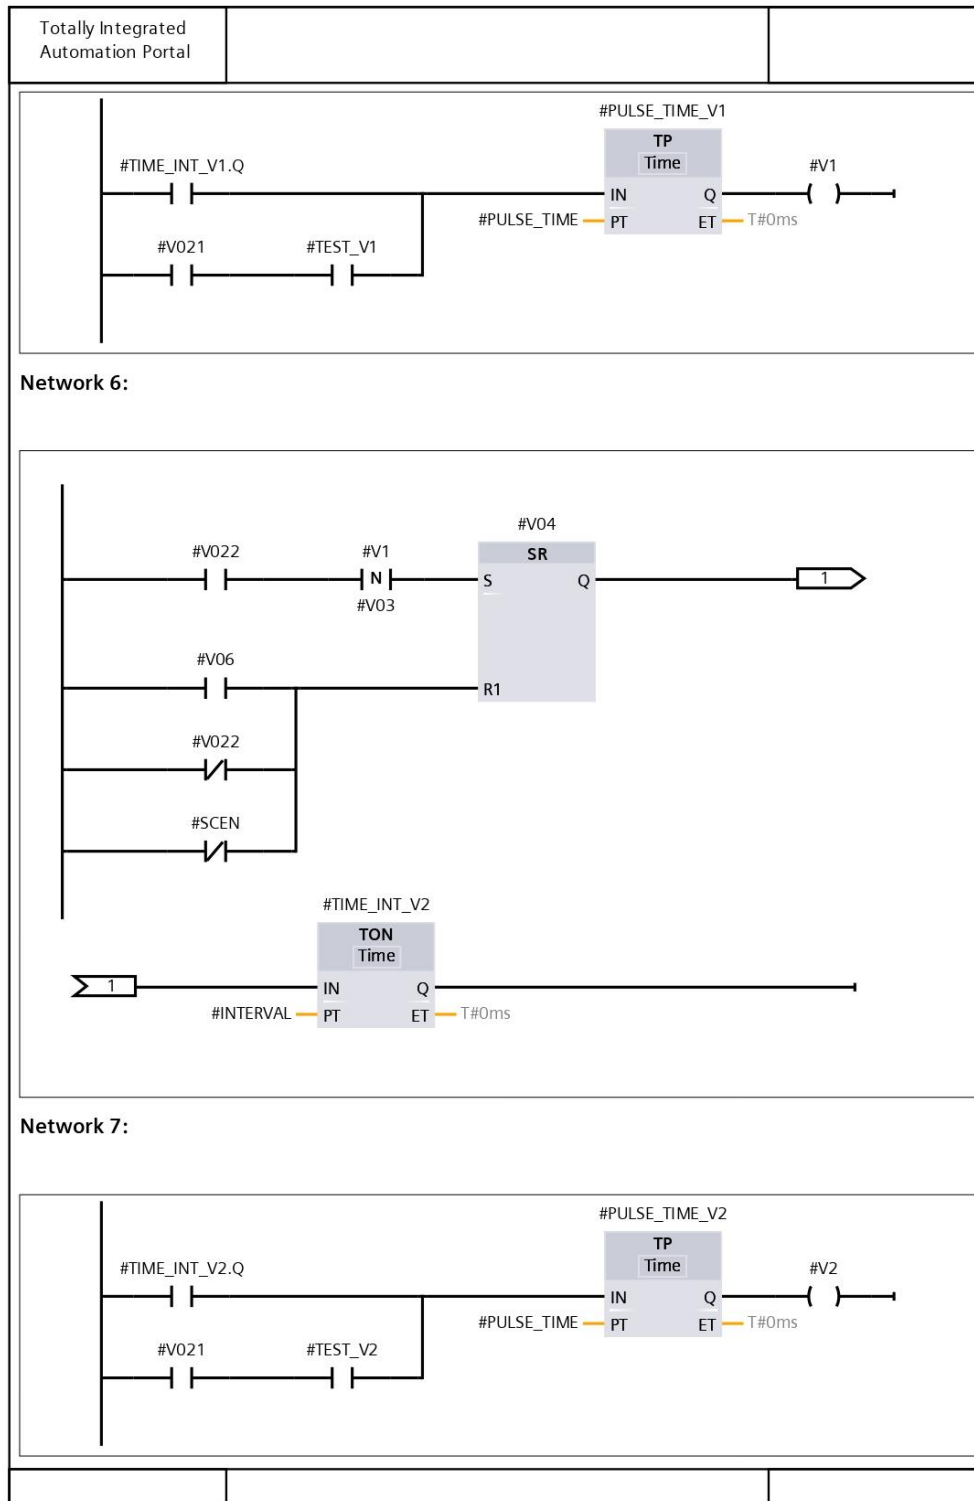 Totally Integrated
Automation Portal
#PULSE_TIME_V1
TP
Time
#TIME_INT_V1.Q
#V1
IN
Q
#PULSE_TIME
PT
ET
T#0ms
#V021
#TEST_V1
Network 6:
#V04
#V022
#V1
SR
N
S
Q
1
#V03
#V06
R1
#V022
#SCEN
#TIME_INT_V2
TON
Time
1
IN
Q
#INTERVAL
PT
ET
T#0ms
Network 7:
#PULSE_TIME_V2
TP
Time
#TIME_INT_V2.Q
#V2
IN
Q
#PULSE_TIME
PT
ET
T#0ms
#V021
#TEST_V2